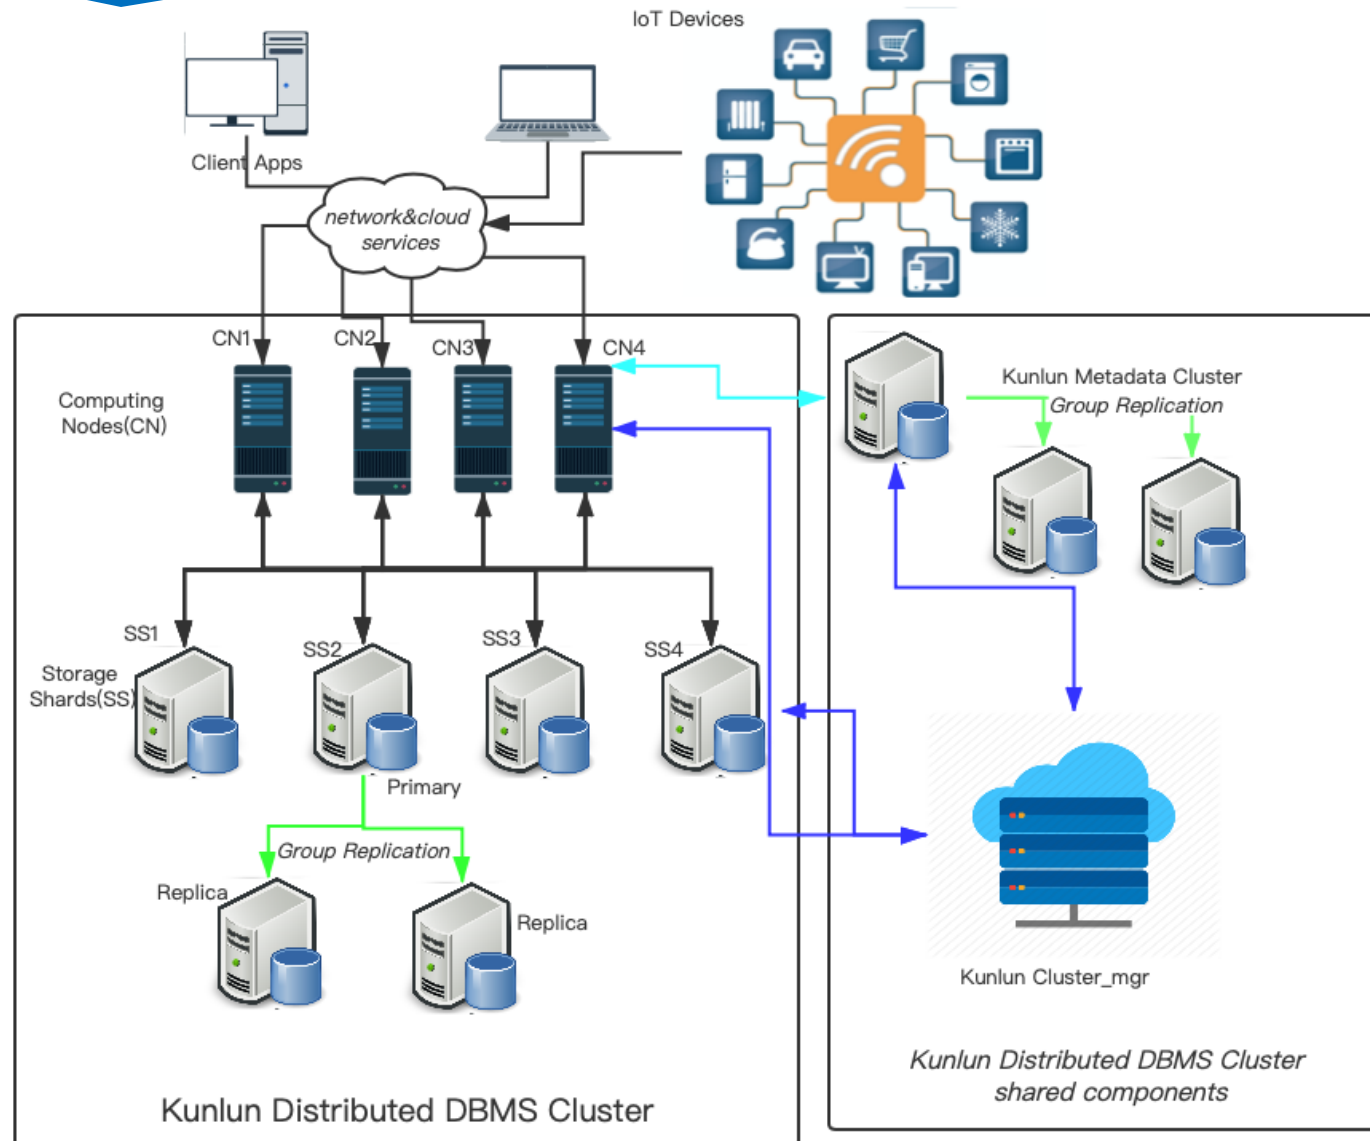 IoT Devices
Client Apps
network&cloud
services
CN1
CN2
CN3
CN4
Computing
Nodes(CN)
Kunlun Metadata Cluster
Group Replication
SS1
SS2
SS3
SS4
Storage
Shards(SS)
Primary
Group Replication
Replica
Replica
Kunlun Cluster_mgr
Kunlun Distributed DBMS Cluster
shared components
Kunlun Distributed DBMS Cluster